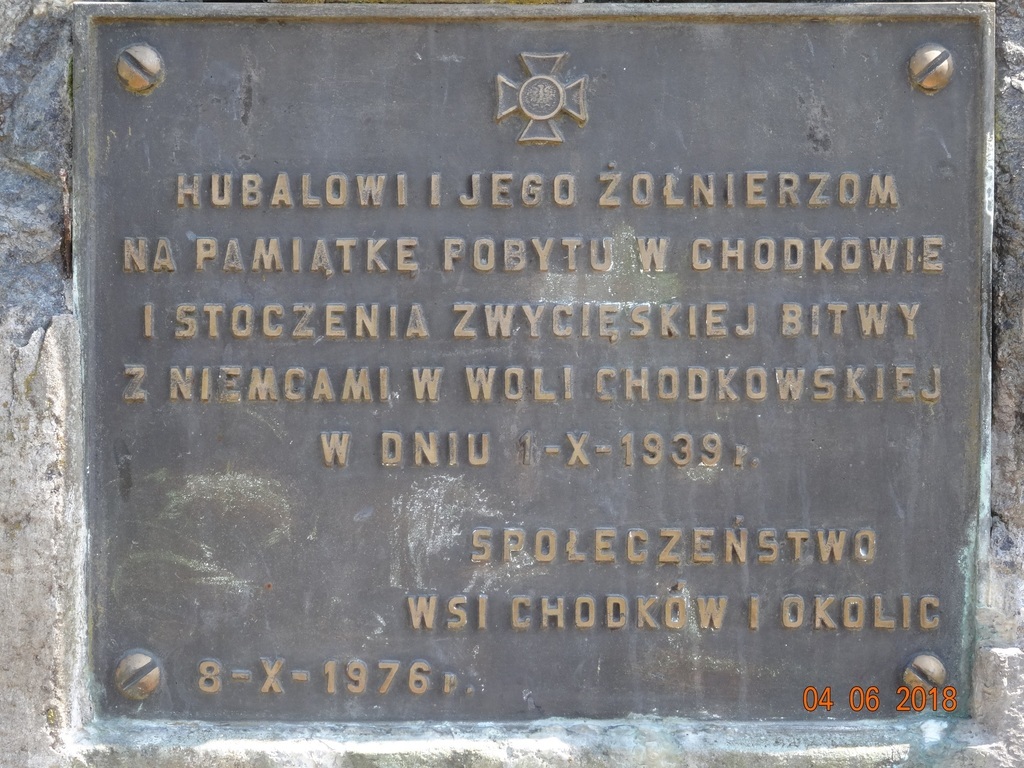 HUBALOWI I JEGO ŻOŁNIERZOM
NA PAMIĄTKĘ POBYTU W CHODKOWIE
I STOCZENIA ZWYCIĘSKIEJ BITWY
Z NIEMCAMI W WOLI CHODKOWSKIEJ
W DNIU 1-X-1939 r.
SPOŁECZEŃSTWO
WSI CHODKÓW I OKOLIC
8-X-1976 r.
04 06 2018